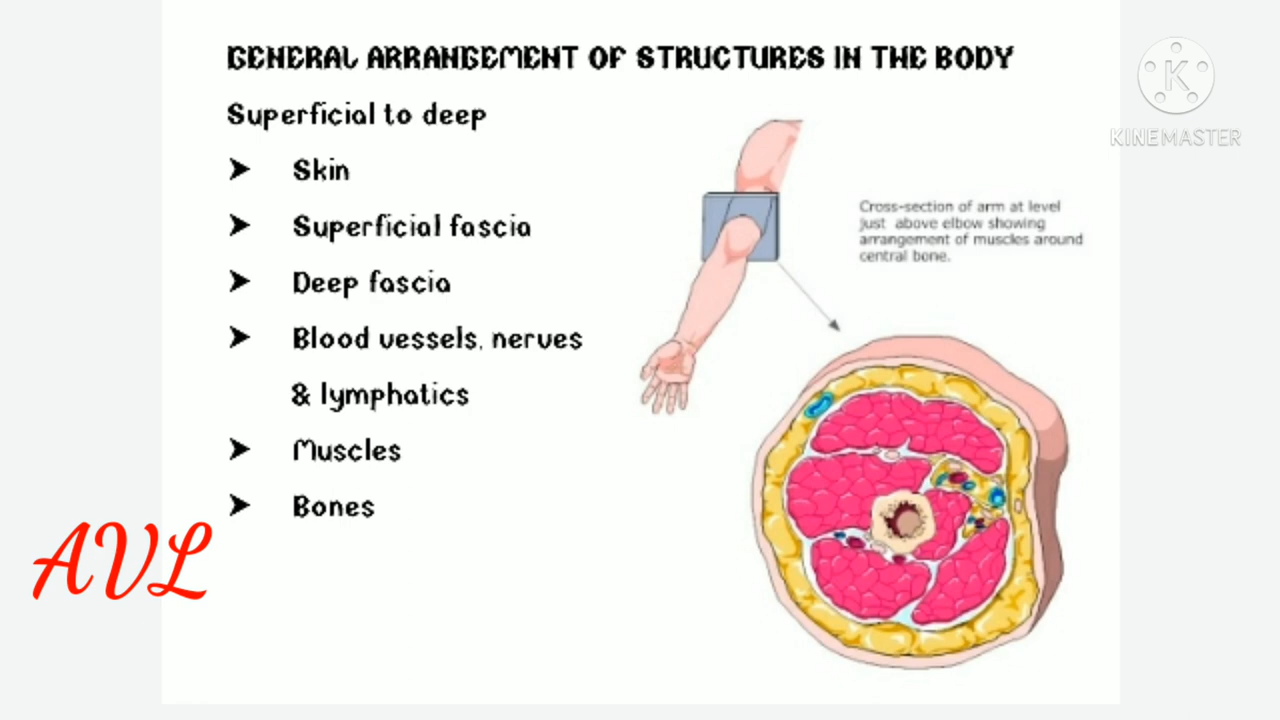 GENERAL ARRANGEMENT OF STRUCTURES IN THE BODY
Superficial to deep
➤ Skin
➤ Superficial fascia
➤ Deep fascia
➤ Blood vessels, nerves
& lymphatics
➤ Muscles
➤ Bones
Cross-section of arm at level
just above elbow showing
arrangement of muscles around
central bone.
K
KINEMASTER
AVL